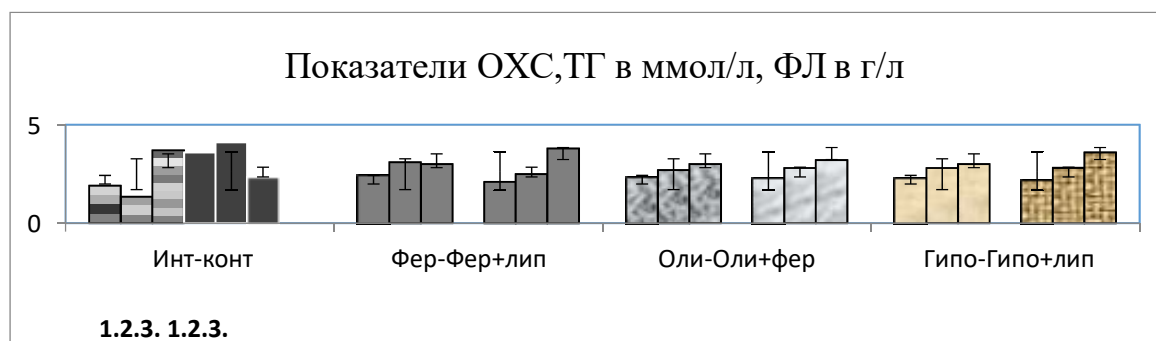 Показатели ОХС,ТГ в ммол/л, ФЛ в г/л
5
0
Инт-конт Фер-Фер+лип Оли-Оли+фер Гипо-Гипо+лип
1.2.3. 1.2.3.